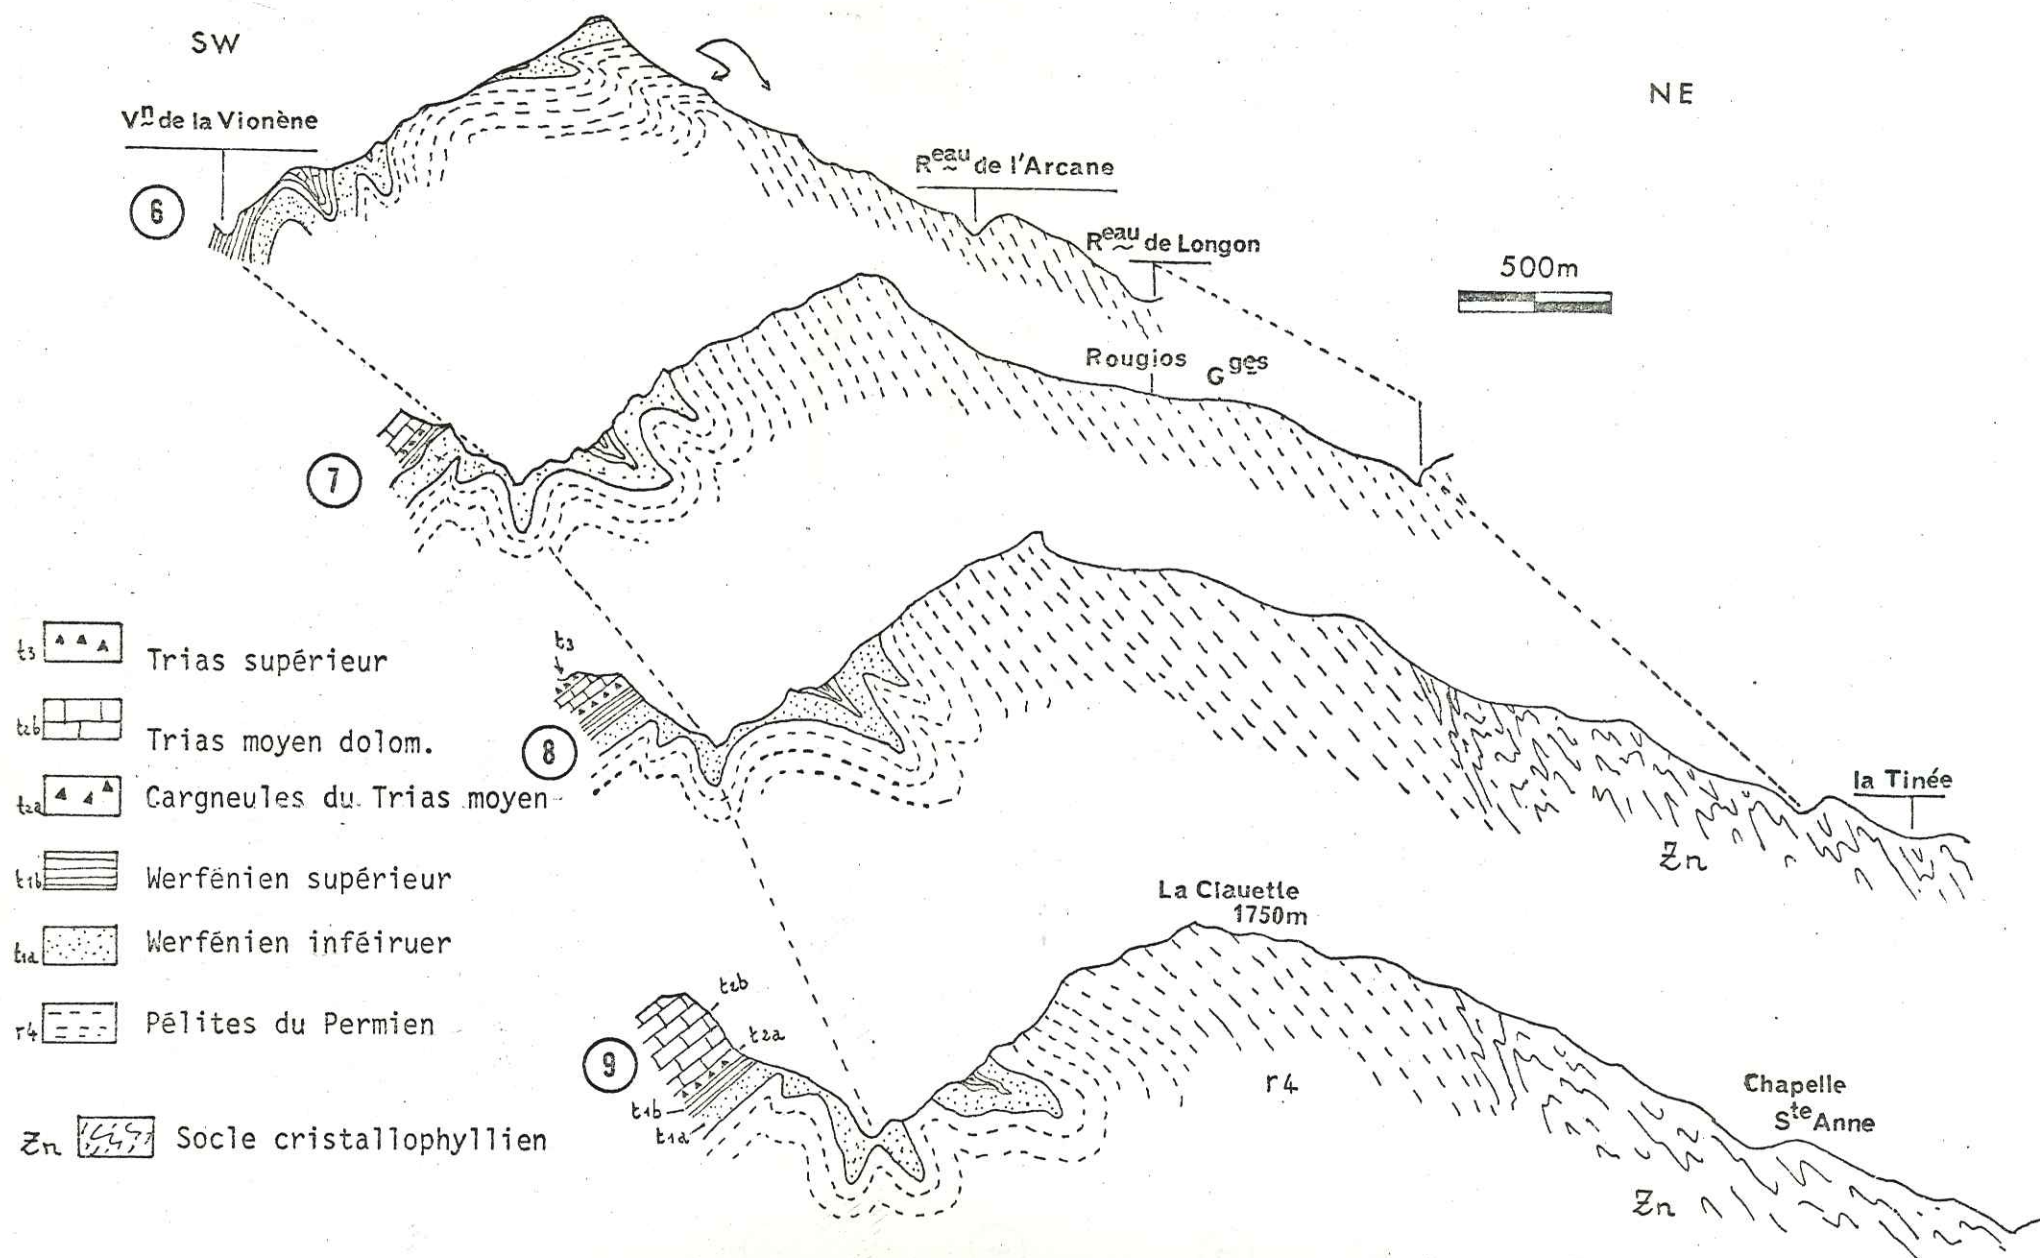 SW
NE
Vⁿ de la Vionène
6
Reau de l'Arcane
Reau de Longon
500m
Rougios Gges
7
t3
8
la Tinée
Zn
La Clauette
1750m
t2b
t2a
9
t1b
t1a
r4
Chapelle
Ste Anne
Zn
t3 Trias supérieur
t2b Trias moyen dolom.
t2a Cargneules du Trias moyen
t1b Werfénien supérieur
t1a Werfénien inféiruer
r4 Pélites du Permien
Zn Socle cristallophyllien